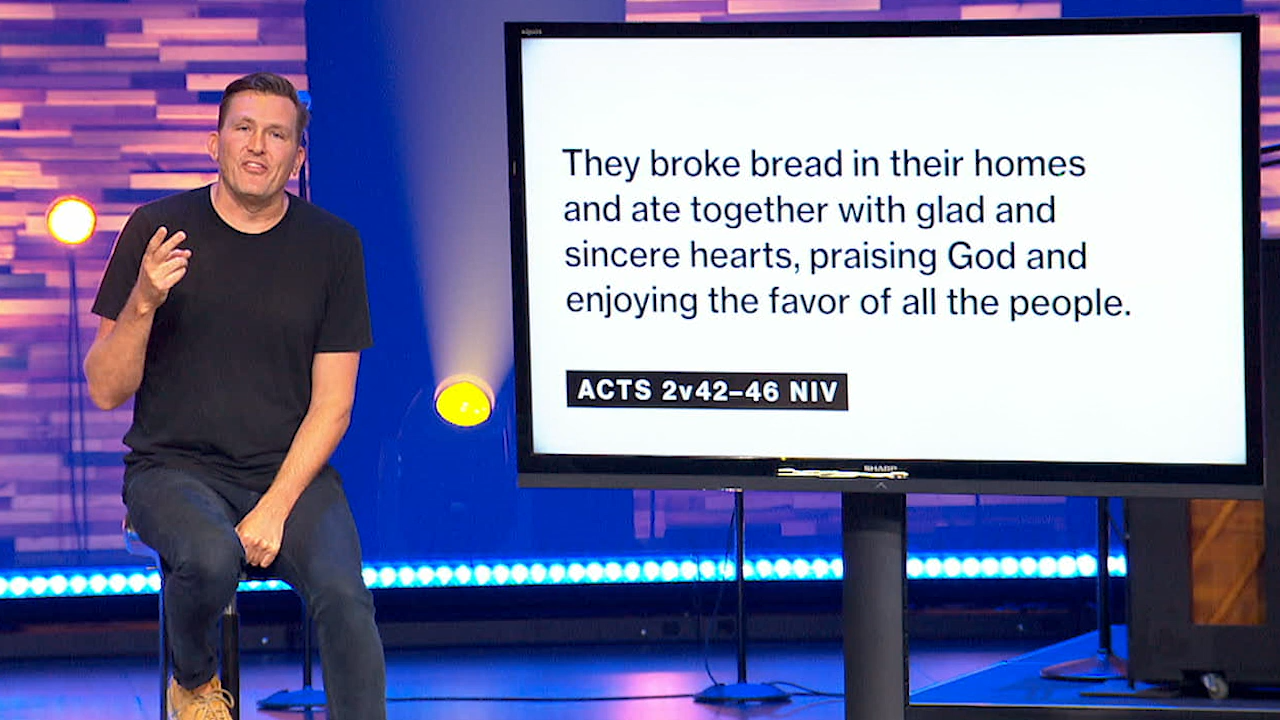 They broke bread in their homes
and ate together with glad and
sincere hearts, praising God and
enjoying the favor of all the people.
ACTS 2v42–46 NIV
SHARP